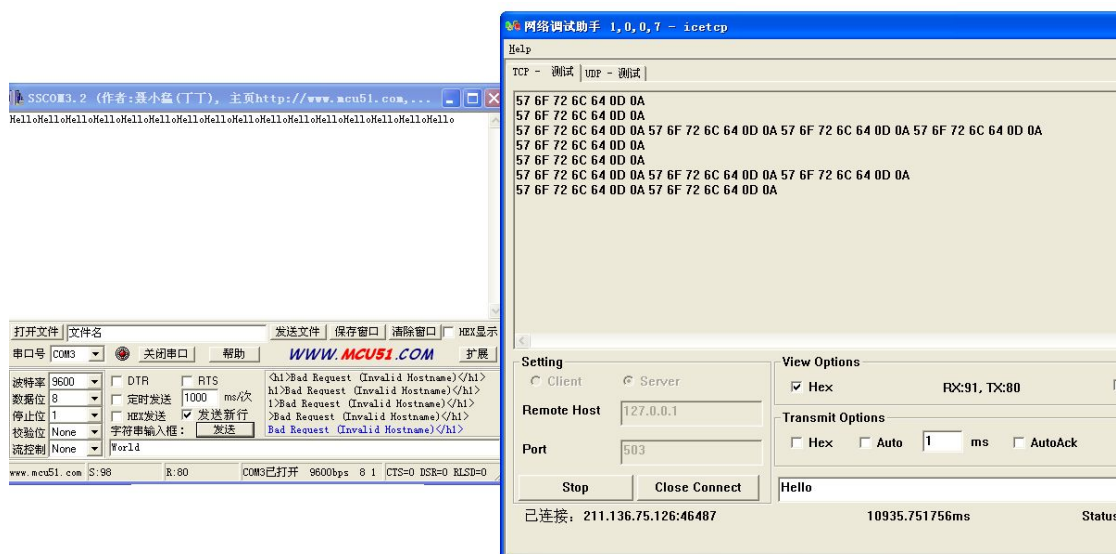 SSCOM3.2 (作者:聂小猛(丁丁), 主页http://www.mcu51.com,...
HelloHelloHelloHelloHelloHelloHelloHelloHelloHelloHelloHelloHelloHelloHelloHello
打开文件 文件名 发送文件 保存窗口 清除窗口 HEX显示
串口号 COM3 关闭串口 帮助 WWW.MCU51.COM 扩展
波特率 9600 DTR RTS
数据位 8 定时发送 1000 ms/次
停止位 1 HEX发送 发送新行
校验位 None 字符串输入框: 发送
流控制 None World
<h1>Bad Request (Invalid Hostname)</h1>
h1>Bad Request (Invalid Hostname)</h1>
1>Bad Request (Invalid Hostname)</h1>
>Bad Request (Invalid Hostname)</h1>
Bad Request (Invalid Hostname)</h1>
www.mcu51.com S:98 R:80 COM3已打开 9600bps 8 1 CTS=0 DSR=0 RLSD=0
网络调试助手 1,0,0,7 - icetcp
Help
TCP - 测试 UDP - 测试
57 6F 72 6C 64 0D 0A
57 6F 72 6C 64 0D 0A
57 6F 72 6C 64 0D 0A 57 6F 72 6C 64 0D 0A 57 6F 72 6C 64 0D 0A 57 6F 72 6C 64 0D 0A
57 6F 72 6C 64 0D 0A
57 6F 72 6C 64 0D 0A
57 6F 72 6C 64 0D 0A 57 6F 72 6C 64 0D 0A 57 6F 72 6C 64 0D 0A
57 6F 72 6C 64 0D 0A 57 6F 72 6C 64 0D 0A
Setting
Client Server
Remote Host 127.0.0.1
Port 503
Stop Close Connect
View Options
Hex RX:91, TX:80
Transmit Options
Hex Auto 1 ms AutoAck
Hello
已连接: 211.136.75.126:46487 10935.751756ms Status